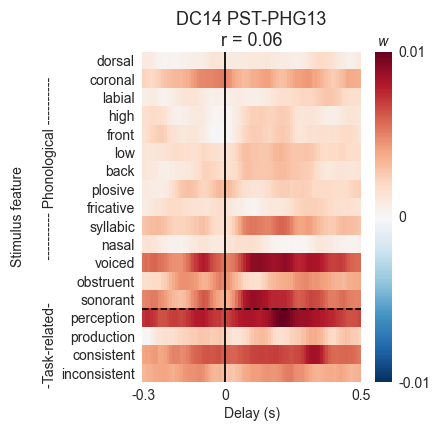 DC14 PST-PHG13
r = 0.06
w
dorsal
coronal
labial
high
front
low
back
plosive
fricative
syllabic
nasal
voiced
obstruent
sonorant
perception
production
consistent
inconsistent
Stimulus feature
-Task-related- ---------- Phonological ----------
0.01
0
-0.01
-0.3 0 0.5
Delay (s)